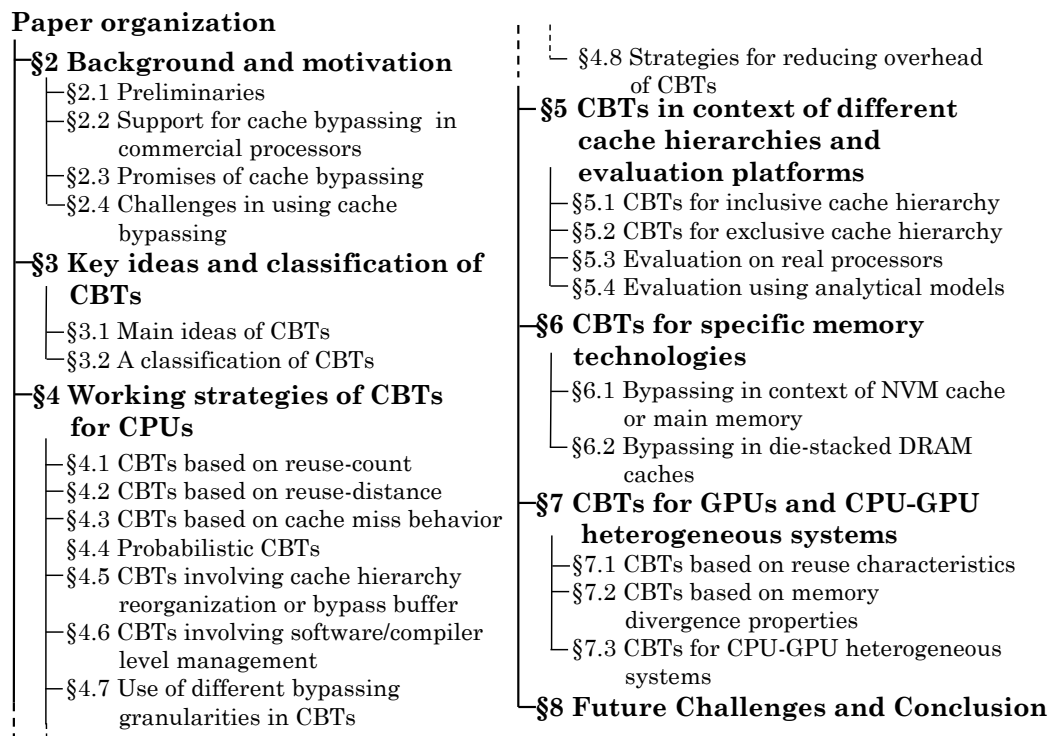 Paper organization
§2 Background and motivation
§2.1 Preliminaries
§2.2 Support for cache bypassing in
commercial processors
§2.3 Promises of cache bypassing
§2.4 Challenges in using cache
bypassing
§3 Key ideas and classification of
CBTs
§3.1 Main ideas of CBTs
§3.2 A classification of CBTs
§4 Working strategies of CBTs
for CPUs
§4.1 CBTs based on reuse-count
§4.2 CBTs based on reuse-distance
§4.3 CBTs based on cache miss behavior
§4.4 Probabilistic CBTs
§4.5 CBTs involving cache hierarchy
reorganization or bypass buffer
§4.6 CBTs involving software/compiler
level management
§4.7 Use of different bypassing
granularities in CBTs
§4.8 Strategies for reducing overhead
of CBTs
§5 CBTs in context of different
cache hierarchies and
evaluation platforms
§5.1 CBTs for inclusive cache hierarchy
§5.2 CBTs for exclusive cache hierarchy
§5.3 Evaluation on real processors
§5.4 Evaluation using analytical models
§6 CBTs for specific memory
technologies
§6.1 Bypassing in context of NVM cache
or main memory
§6.2 Bypassing in die-stacked DRAM
caches
§7 CBTs for GPUs and CPU-GPU
heterogeneous systems
§7.1 CBTs based on reuse characteristics
§7.2 CBTs based on memory
divergence properties
§7.3 CBTs for CPU-GPU heterogeneous
systems
§8 Future Challenges and Conclusion